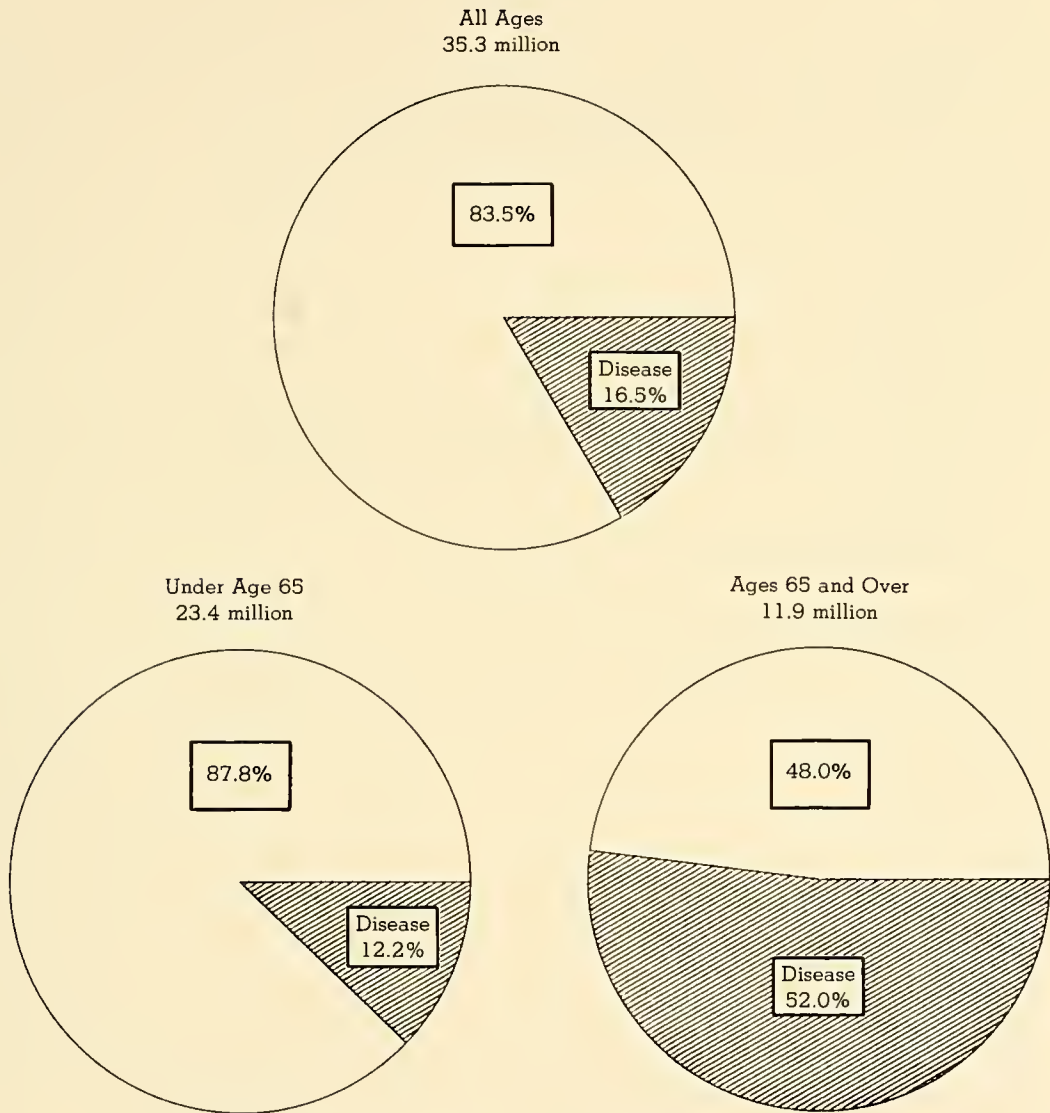 All Ages
35.3 million
83.5%
Disease
16.5%
Under Age 65
23.4 million
87.8%
Disease
12.2%
Ages 65 and Over
11.9 million
48.0%
Disease
52.0%